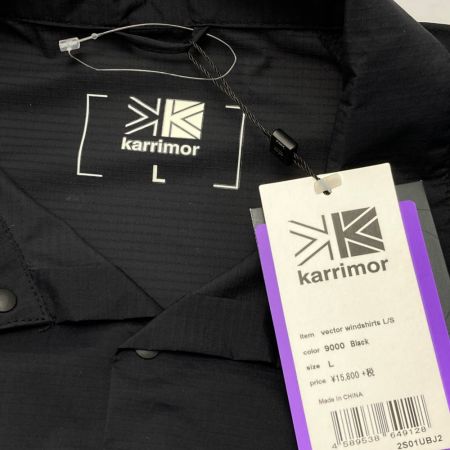 karrimor
L
karrimor
Item vector windshirts L/S
color 9000 Black
size L
price ¥15,800 +税
Made in CHINA
4 589538 649128
2S01UBJ2